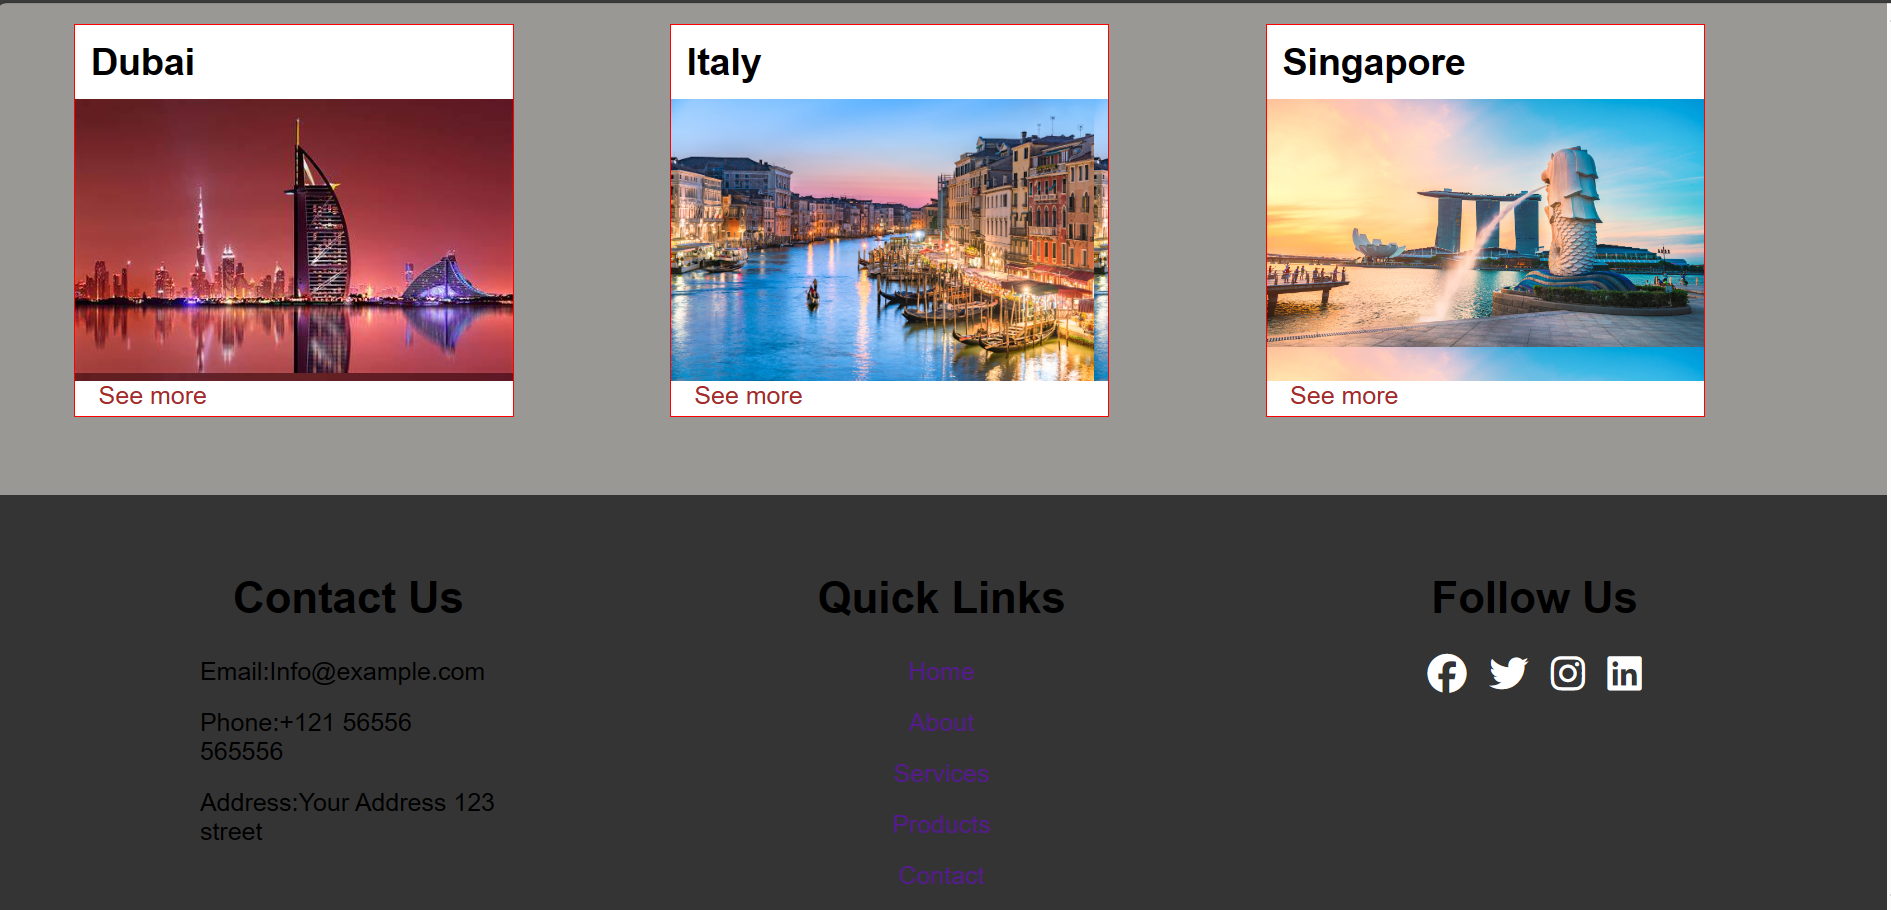 Dubai
Italy
Singapore
See more
See more
See more
Contact Us
Email:Info@example.com
Phone:+121 56556
565556
Address:Your Address 123
street
Quick Links
Home
About
Services
Products
Contact
Follow Us